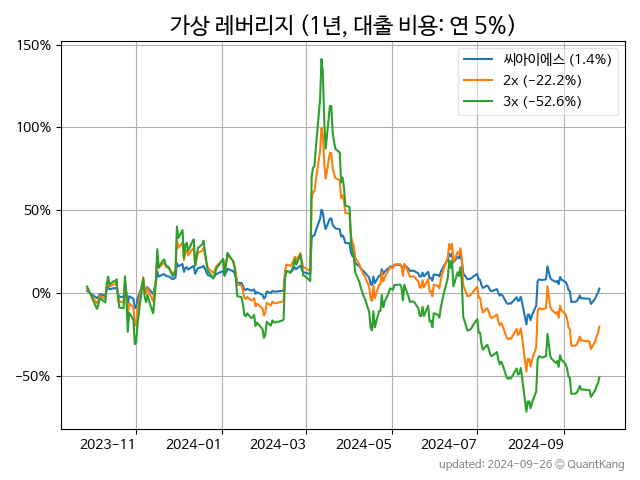 가상 레버리지 (1년, 대출 비용: 연 5%)
씨아이에스 (1.4%)
2x (−22.2%)
3x (−52.6%)
150%
100%
50%
0%
−50%
2023-11 2024-01 2024-03 2024-05 2024-07 2024-09
updated: 2024-09-26 © QuantKang